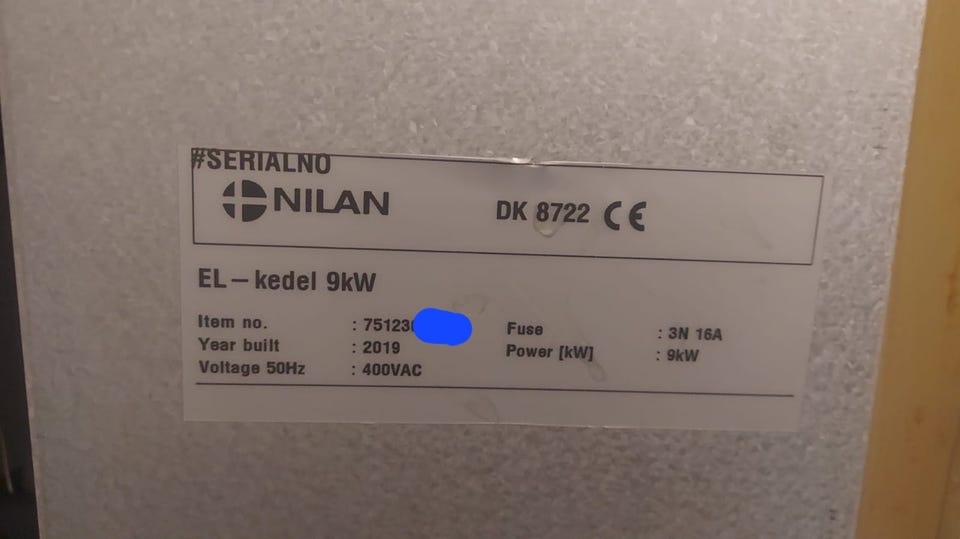 #SERIALNO
NILAN DK 8722 CE
EL-kedel 9kW
Item no. : 75123
Fuse : 3N 16A
Year built : 2019
Power [kW] : 9kW
Voltage 50Hz : 400VAC